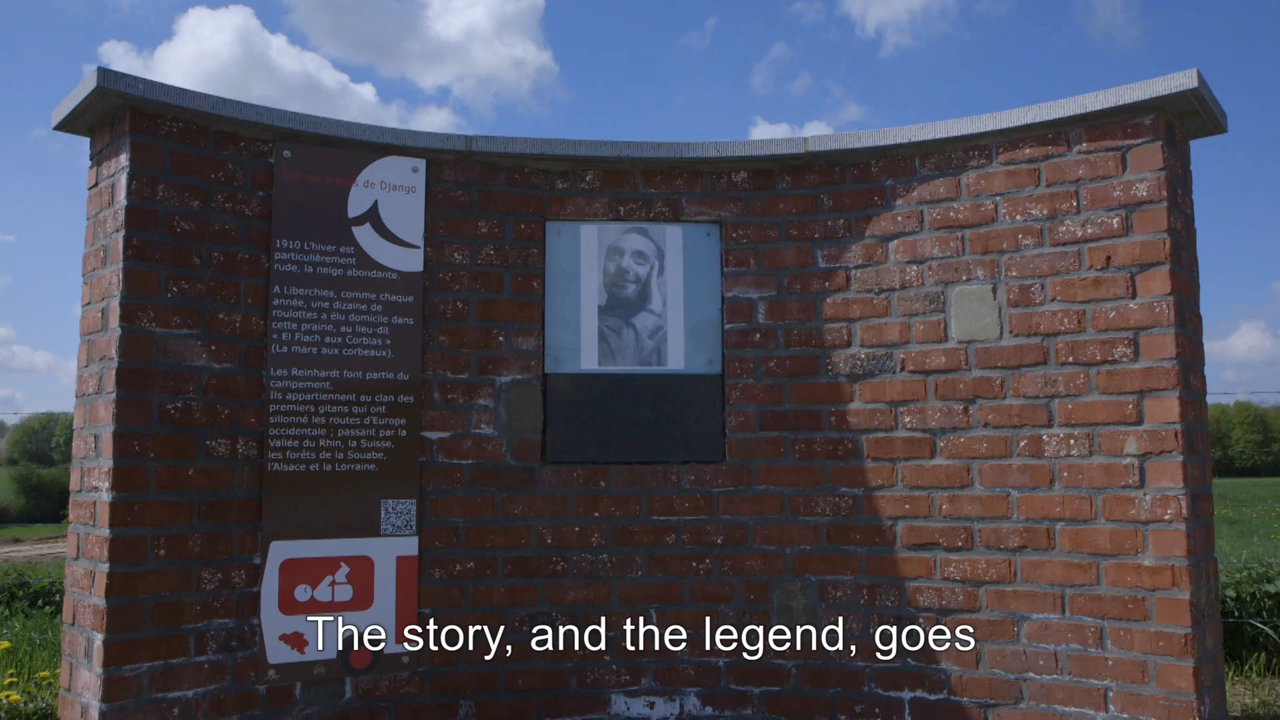 s de Django
1910 L'hiver est
particulièrement
rude, la neige abondante.
A Liberchies, comme chaque
année, une dizaine de
roulottes a élu domicile dans
cette prairie, au lieu-dit
« El Flach aux Corbias »
(La mare aux corbeaux).
Les Reinhardt font partie du
campement.
Ils appartiennent au clan des
premiers gitans qui ont
sillonné les routes d'Europe
occidentale ; passant par la
Vallée du Rhin, la Suisse,
les forêts de la Souabe,
l'Alsace et la Lorraine.
The story, and the legend, goes